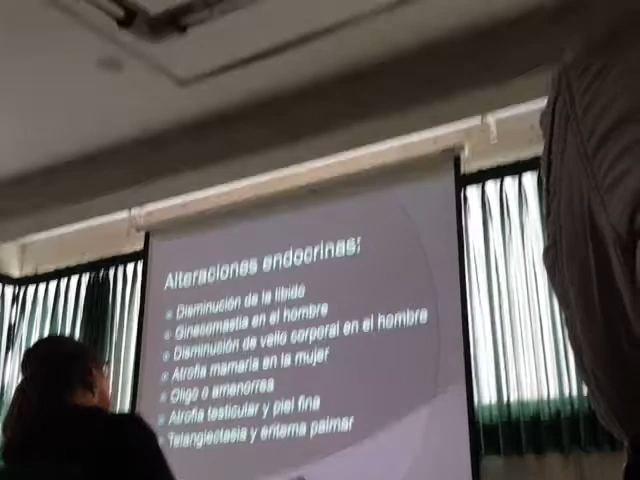 Alteraciones endocrinas:
Disminución de la libido
Ginecomastia en el hombre
Disminución de vello corporal en el hombre
Atrofia mamaria en la mujer
Oligo o amenorrea
Atrofia testicular y piel fina
Telangiectasia y eritema palmar